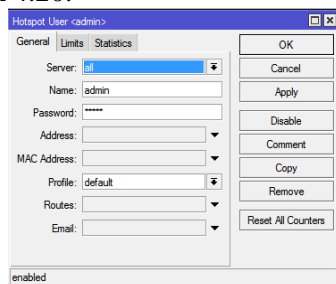 Hotspot User <admin>
General Limits Statistics
Server: all
Name: admin
Password: *****
Address:
MAC Address:
Profile: default
Routes:
Email:
OK
Cancel
Apply
Disable
Comment
Copy
Remove
Reset All Counters
enabled